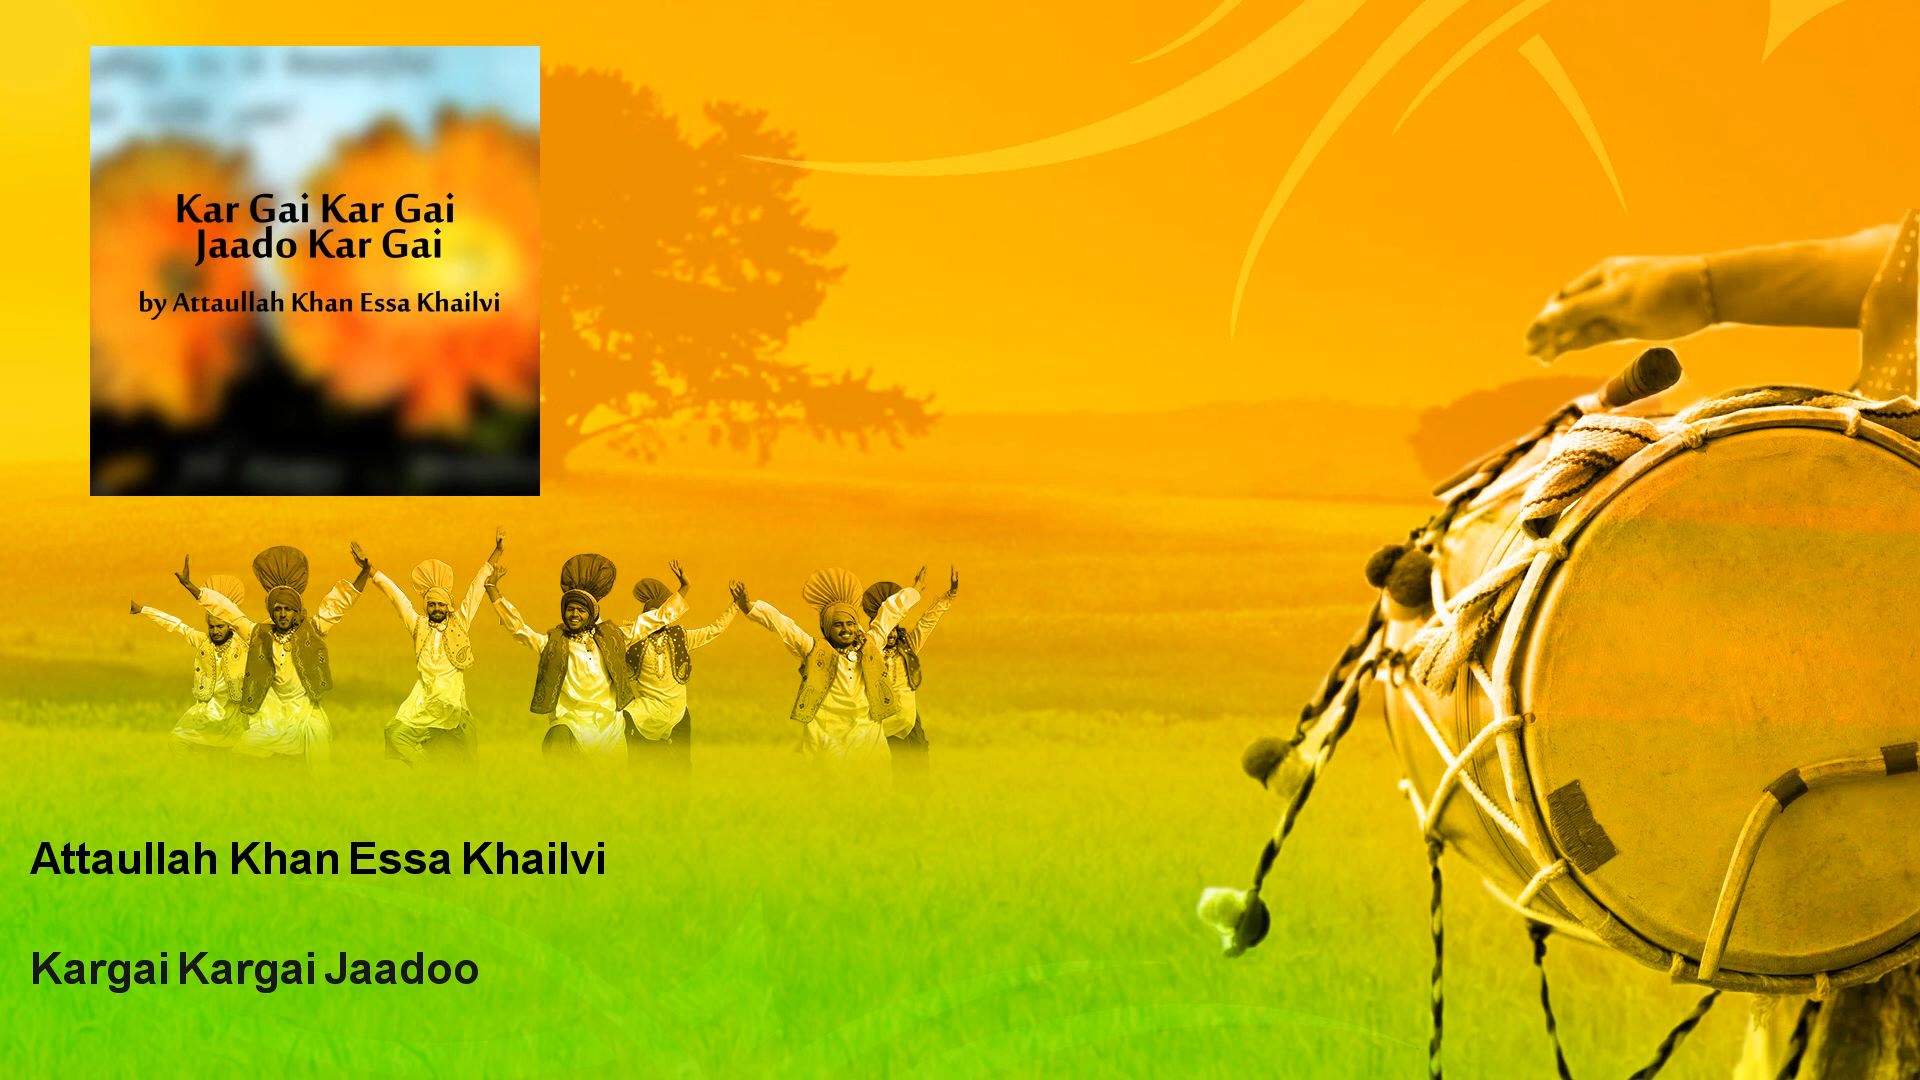 Kar Gai Kar Gai
Jaado Kar Gai
by Attaullah Khan Essa Khailvi
Attaullah Khan Essa Khailvi
Kargai Kargai Jaadoo